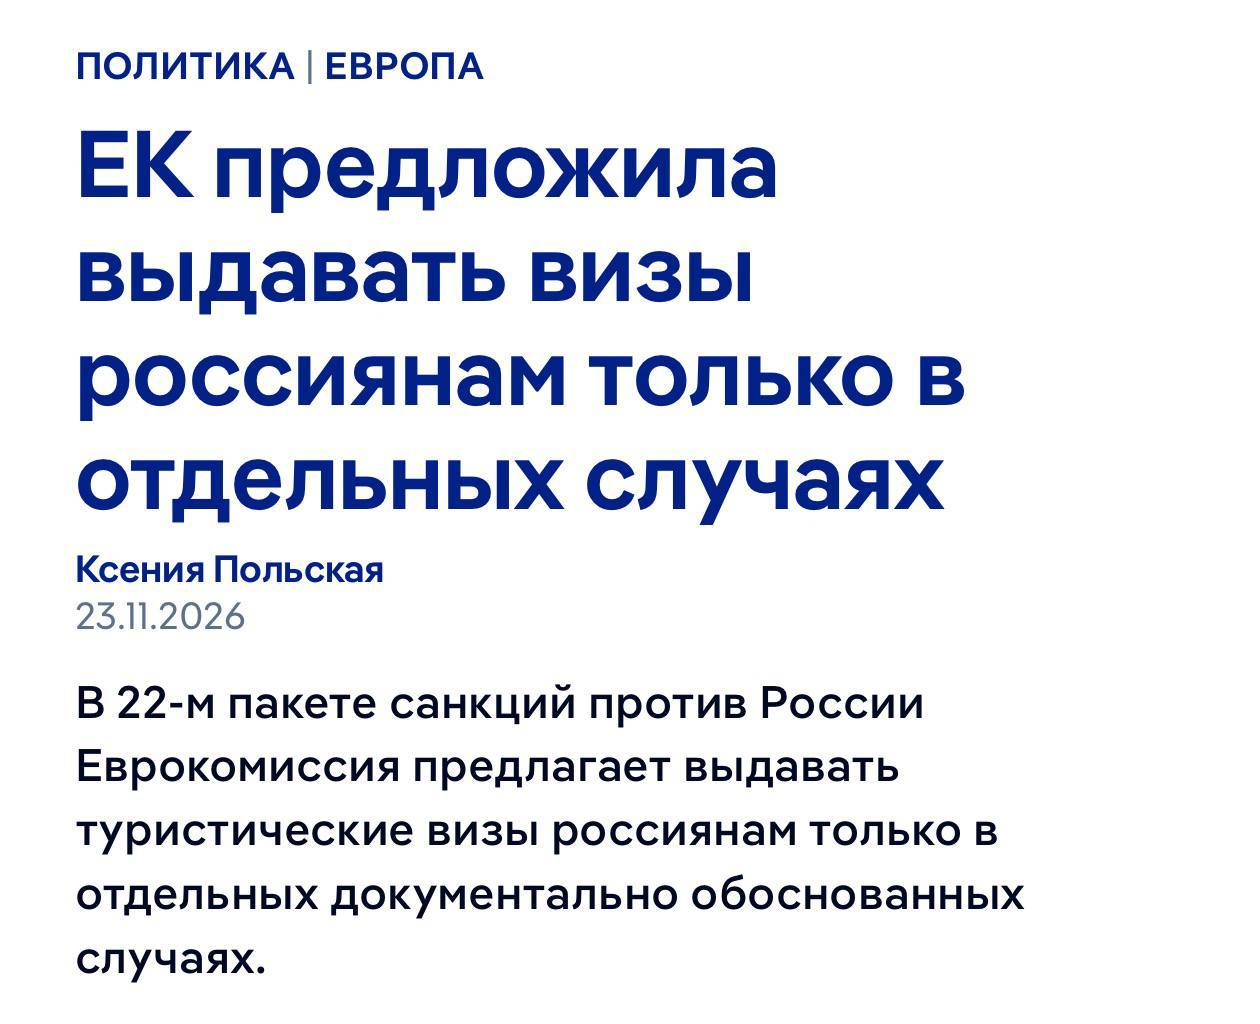 ПОЛИТИКА | ЕВРОПА
ЕК предложила
выдавать визы
россиянам только в
отдельных случаях
Ксения Польская
23.11.2026
В 22-м пакете санкций против России
Еврокомиссия предлагает выдавать
туристические визы россиянам только в
отдельных документально обоснованных
случаях.